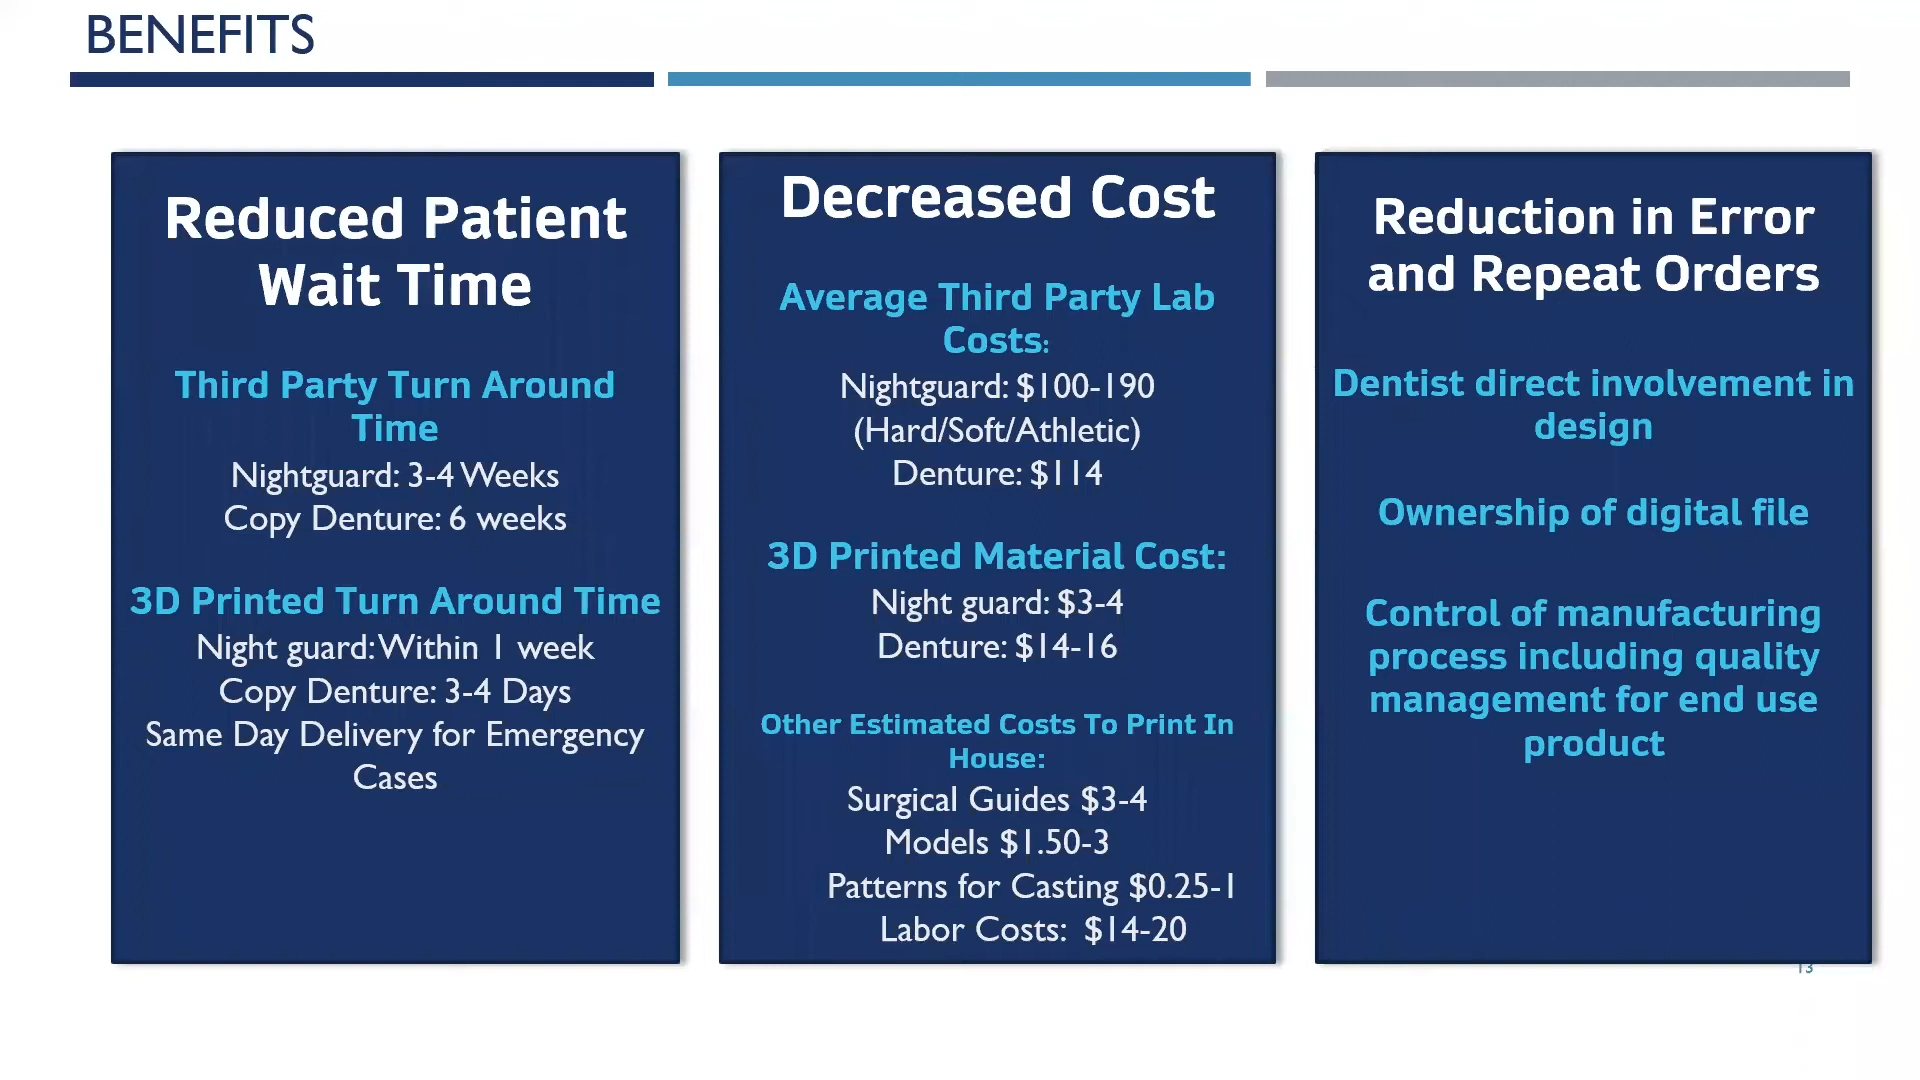 BENEFITS
Reduced Patient
Wait Time
Third Party Turn Around
Time
Nightguard: 3-4 Weeks
Copy Denture: 6 weeks
3D Printed Turn Around Time
Night guard: Within 1 week
Copy Denture: 3-4 Days
Same Day Delivery for Emergency
Cases
Decreased Cost
Average Third Party Lab
Costs:
Nightguard: $100-190
(Hard/Soft/Athletic)
Denture: $114
3D Printed Material Cost:
Night guard: $3-4
Denture: $14-16
Other Estimated Costs To Print In
House:
Surgical Guides $3-4
Models $1.50-3
Patterns for Casting $0.25-1
Labor Costs: $14-20
Reduction in Error
and Repeat Orders
Dentist direct involvement in
design
Ownership of digital file
Control of manufacturing
process including quality
management for end use
product
13